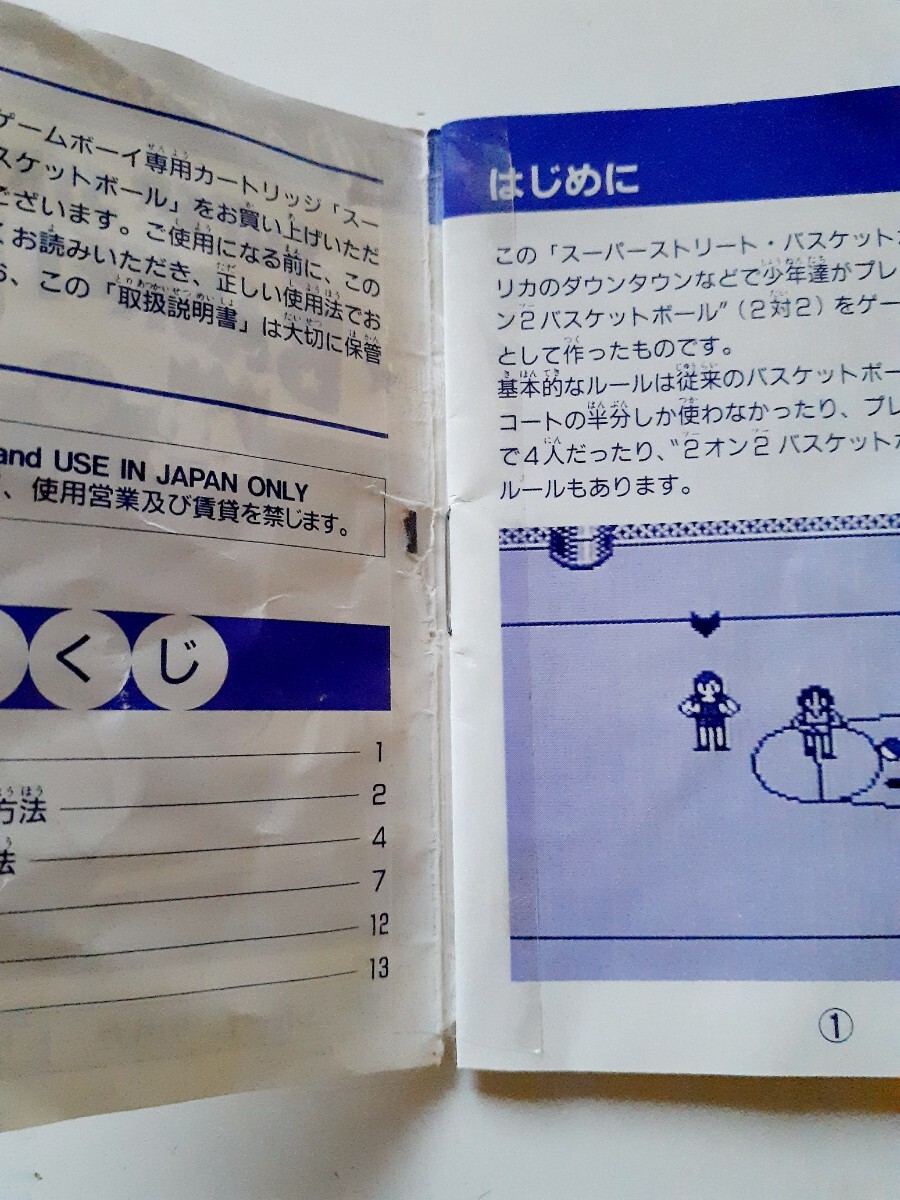 ゲームボーイ専用カートリッジ「スー
スケットボール」をお買い上げいただ
ございます。ご使用になる前に、この
くお読みいただき、正しい使用法でお
お、この「取扱説明書」は大切に保管
and USE IN JAPAN ONLY
、使用営業及び賃貸を禁じます。
くじ
1
方法 2
法 4
7
12
13
はじめに
この「スーパーストリート・バスケット
リカのダウンタウンなどで少年達がプレ
ン2バスケットボール”(2対2)をゲー
として作ったものです。
基本的なルールは従来のバスケットボー
コートの半分しか使わなかったり、プレ
で4人だったり、“2オン2バスケット
ルールもあります。
①